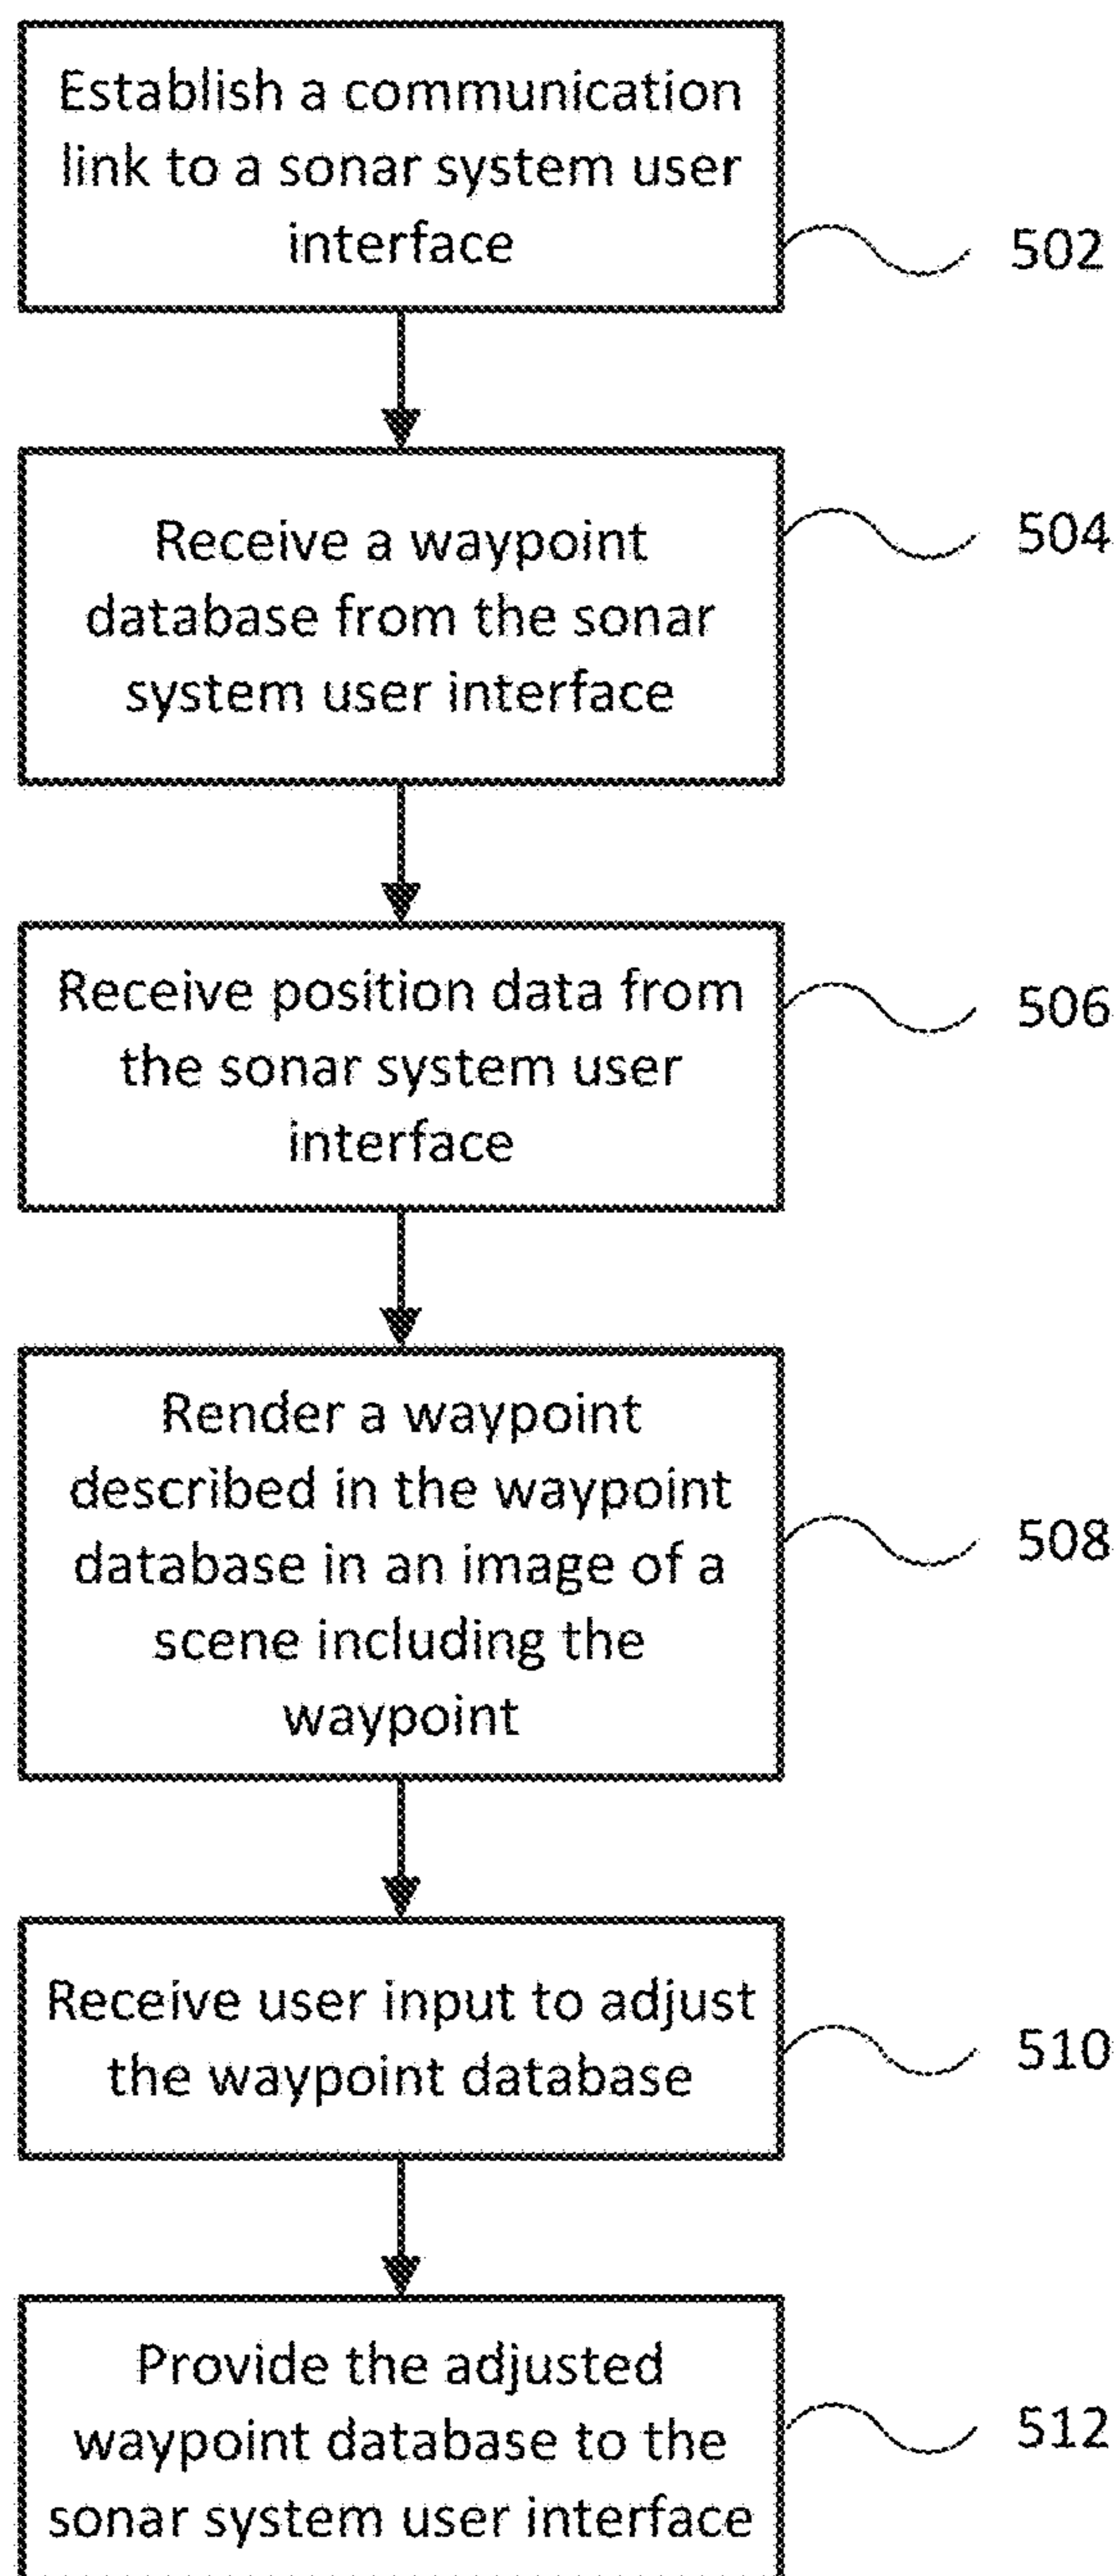 Establish a communication
link to a sonar system user
interface
502
Receive a waypoint
database from the sonar
system user interface
504
Receive position data from
the sonar system user
interface
506
Render a waypoint
described in the waypoint
database in an image of a
scene including the
waypoint
508
Receive user input to adjust
the waypoint database
510
Provide the adjusted
waypoint database to the
sonar system user interface
512